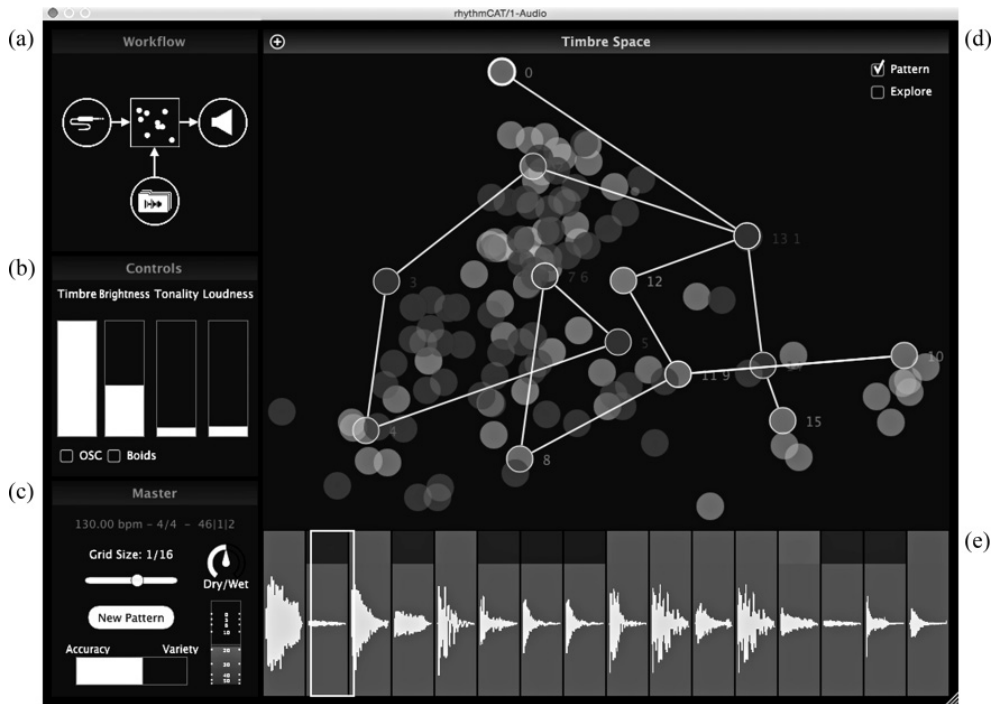 rhythmCAT/1-Audio
(a)
Workflow
Timbre Space
(d)
0
Pattern
Explore
3
13 1
(b)
Controls
7 6
12
Timbre Brightness Tonality Loudness
5
10
11 9
4
15
OSC Boids
8
(c)
Master
130.00 bpm - 4/4 - 46|1|2
(e)
Grid Size: 1/16
Dry/Wet
New Pattern
Accuracy Variety